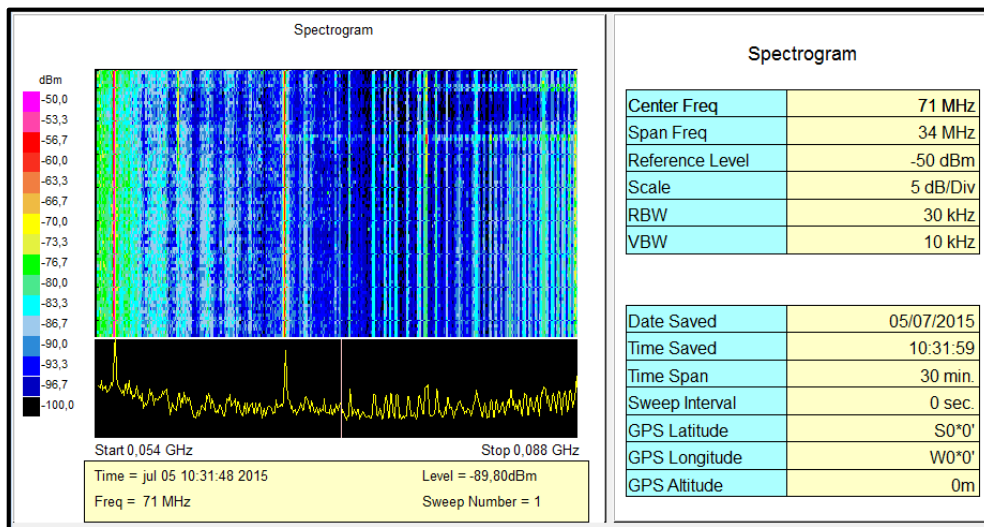 Spectrogram
dBm
-50,0
-53,3
-56,7
-60,0
-63,3
-66,7
-70,0
-73,3
-76,7
-80,0
-83,3
-86,7
-90,0
-93,3
-96,7
-100,0
Start 0,054 GHz Stop 0,088 GHz
Time = jul 05 10:31:48 2015 Level = -89,80dBm
Freq = 71 MHz Sweep Number = 1
Spectrogram
Center Freq 71 MHz
Span Freq 34 MHz
Reference Level -50 dBm
Scale 5 dB/Div
RBW 30 kHz
VBW 10 kHz
Date Saved 05/07/2015
Time Saved 10:31:59
Time Span 30 min.
Sweep Interval 0 sec.
GPS Latitude S0*0'
GPS Longitude W0*0'
GPS Altitude 0m